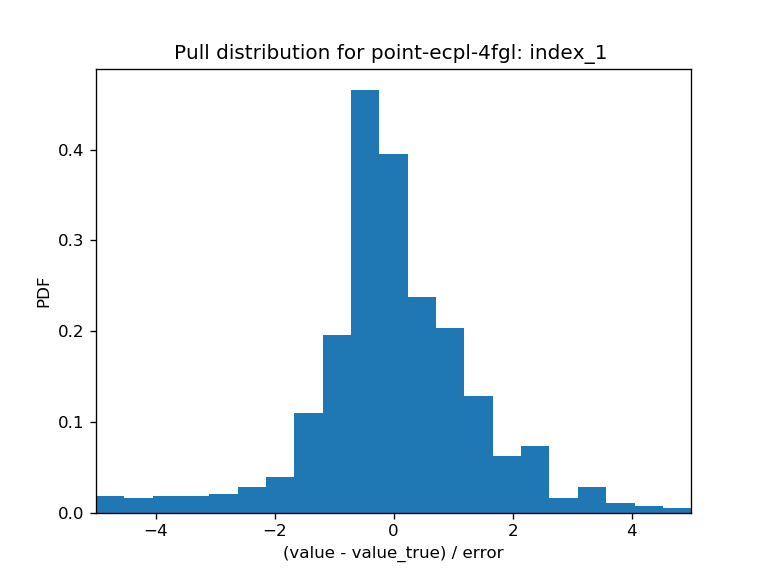 Pull distribution for point-ecpl-4fgl: index_1
PDF
0.4
0.3
0.2
0.1
0.0
−4 −2 0 2 4
(value - value_true) / error